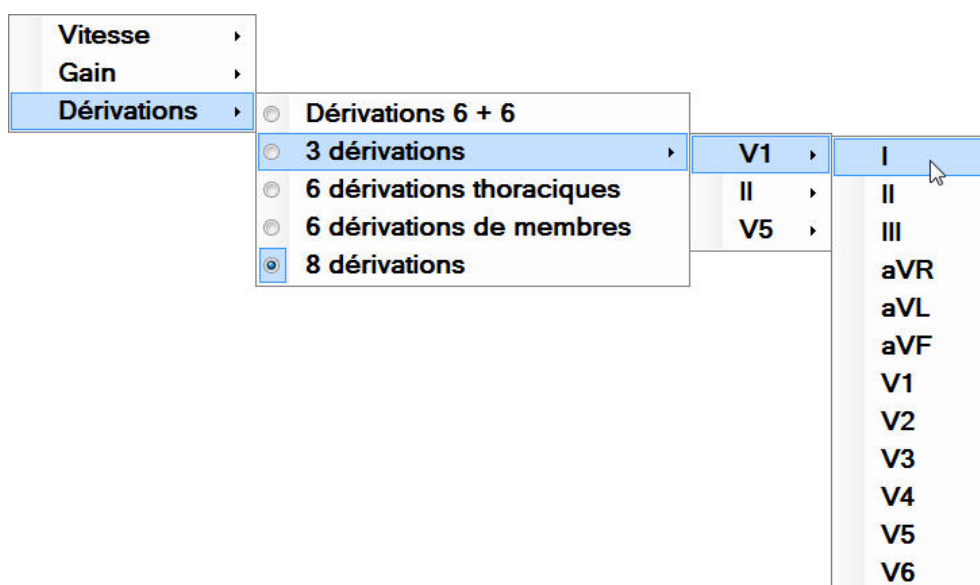 Vitesse
Gain
Dérivations
Dérivations 6 + 6
3 dérivations
6 dérivations thoraciques
6 dérivations de membres
8 dérivations
V1
II
V5
I
II
III
aVR
aVL
aVF
V1
V2
V3
V4
V5
V6